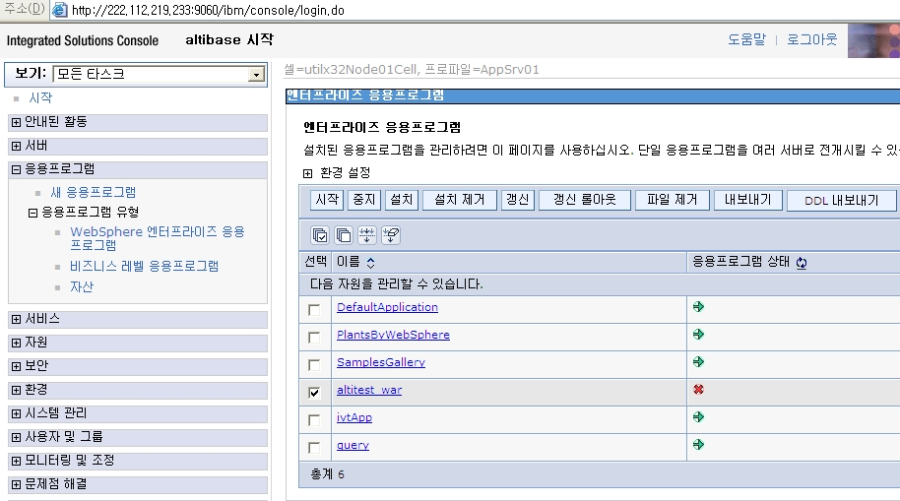 주소(D) http://222,112,219,233:9060/ibm/console/login,do
Integrated Solutions Console altibase 시작 도움말 | 로그아웃
보기: 모든 타스크
셀=utilx32Node01Cell, 프로파일=AppSrv01
시작
안내된 활동
서버
응용프로그램
새 응용프로그램
응용프로그램 유형
WebSphere 엔터프라이즈 응용
프로그램
비즈니스 레벨 응용프로그램
자산
서비스
자원
보안
환경
시스템 관리
사용자 및 그룹
모니터링 및 조정
문제점 해결
엔터프라이즈 응용프로그램
엔터프라이즈 응용프로그램
설치된 응용프로그램을 관리하려면 이 페이지를 사용하십시오. 단일 응용프로그램을 여러 서버로 전개시킬 수 있
환경 설정
시작 중지 설치 설치 제거 갱신 갱신 롤아웃 파일 제거 내보내기 DDL 내보내기
선택 이름 응용프로그램 상태
다음 자원을 관리할 수 있습니다.
DefaultApplication
PlantsByWebSphere
SamplesGallery
altitest_war
ivtApp
query
총계 6